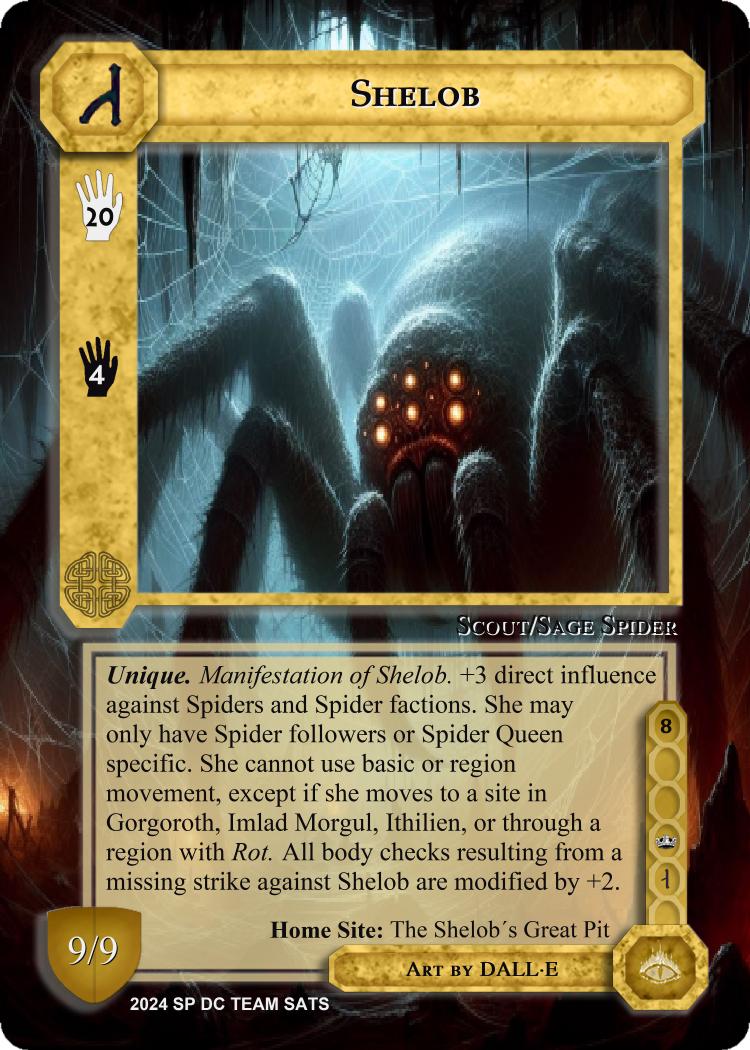 Shelob
20
4
Scout/Sage Spider
Unique. Manifestation of Shelob. +3 direct influence
against Spiders and Spider factions. She may
only have Spider followers or Spider Queen
specific. She cannot use basic or region
movement, except if she moves to a site in
Gorgoroth, Imlad Morgul, Ithilien, or through a
region with Rot. All body checks resulting from a
missing strike against Shelob are modified by +2.
8
Home Site: The Shelob´s Great Pit
9/9
Art by DALL·E
2024 SP DC TEAM SATS